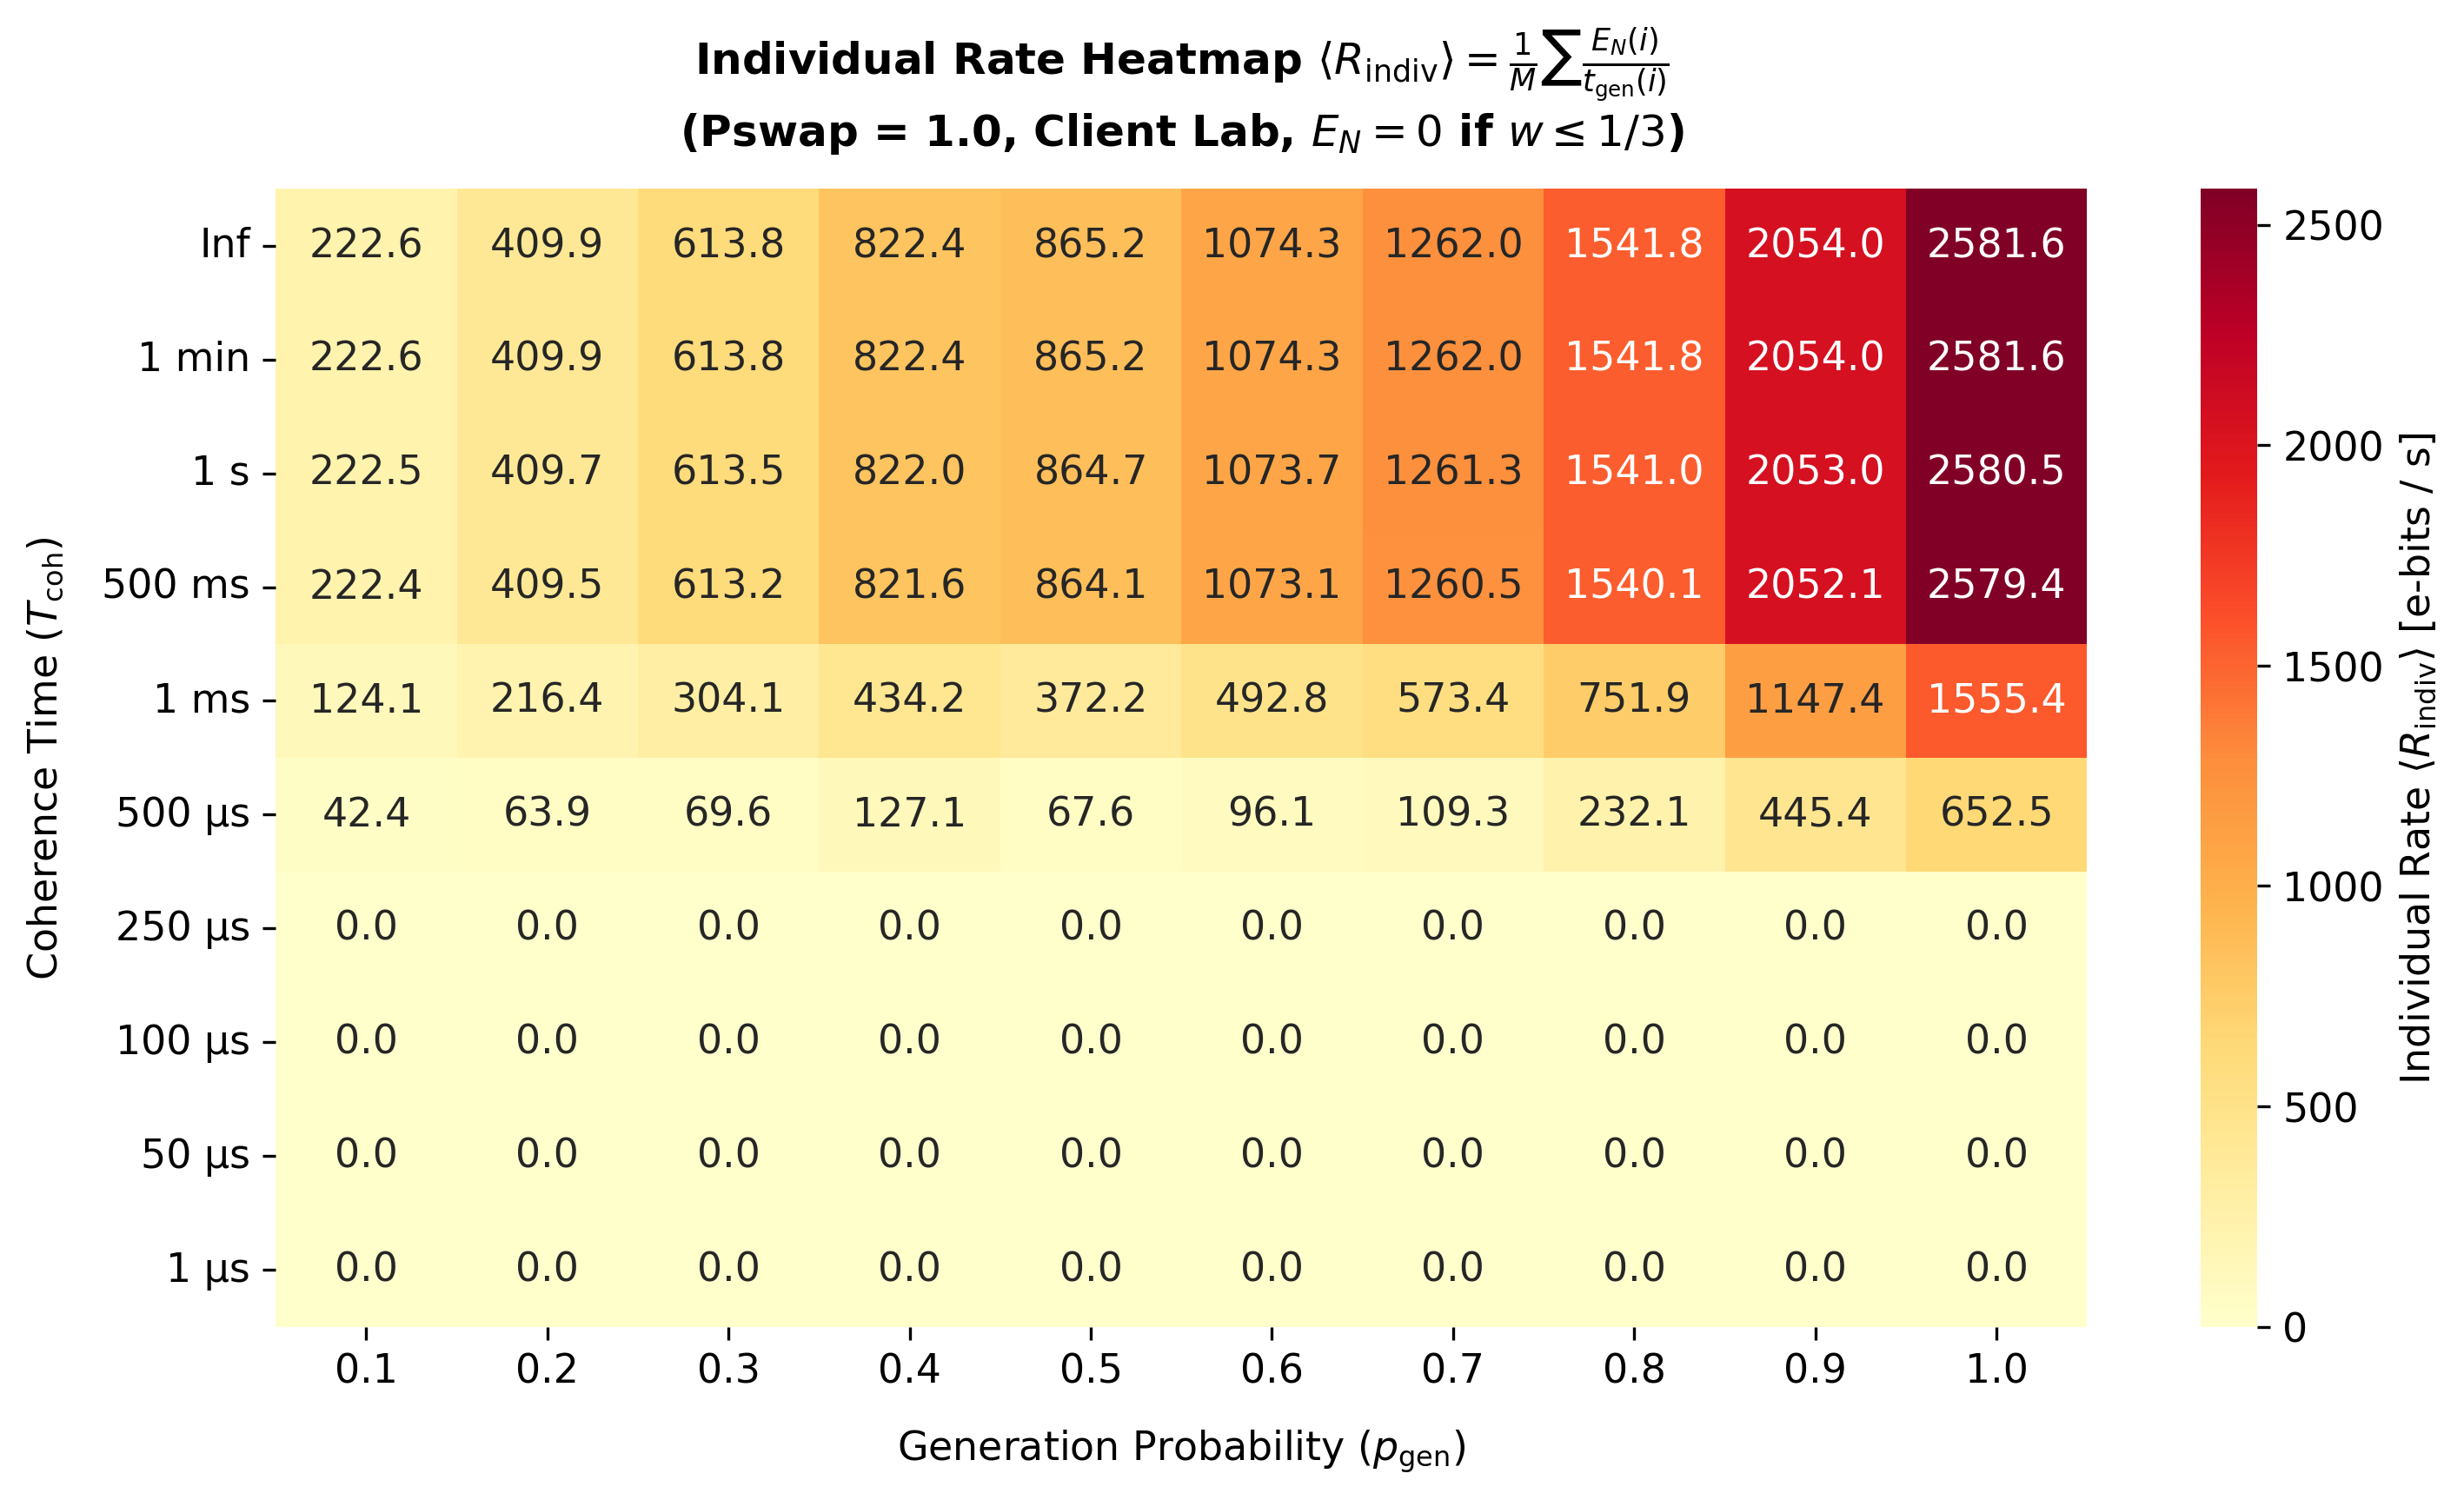 Individual Rate Heatmap ⟨R_indiv⟩ = 1/M ∑ E_N(i)/t_gen(i)
(Pswap = 1.0, Client Lab, E_N = 0 if w ≤ 1/3)
Coherence Time (T_coh)
Inf 222.6 409.9 613.8 822.4 865.2 1074.3 1262.0 1541.8 2054.0 2581.6
1 min 222.6 409.9 613.8 822.4 865.2 1074.3 1262.0 1541.8 2054.0 2581.6
1 s 222.5 409.7 613.5 822.0 864.7 1073.7 1261.3 1541.0 2053.0 2580.5
500 ms 222.4 409.5 613.2 821.6 864.1 1073.1 1260.5 1540.1 2052.1 2579.4
1 ms 124.1 216.4 304.1 434.2 372.2 492.8 573.4 751.9 1147.4 1555.4
500 µs 42.4 63.9 69.6 127.1 67.6 96.1 109.3 232.1 445.4 652.5
250 µs 0.0 0.0 0.0 0.0 0.0 0.0 0.0 0.0 0.0 0.0
100 µs 0.0 0.0 0.0 0.0 0.0 0.0 0.0 0.0 0.0 0.0
50 µs 0.0 0.0 0.0 0.0 0.0 0.0 0.0 0.0 0.0 0.0
1 µs 0.0 0.0 0.0 0.0 0.0 0.0 0.0 0.0 0.0 0.0
0.1 0.2 0.3 0.4 0.5 0.6 0.7 0.8 0.9 1.0
Generation Probability (p_gen)
2500
2000
1500
1000
500
0
Individual Rate ⟨R_indiv⟩ [e-bits / s]